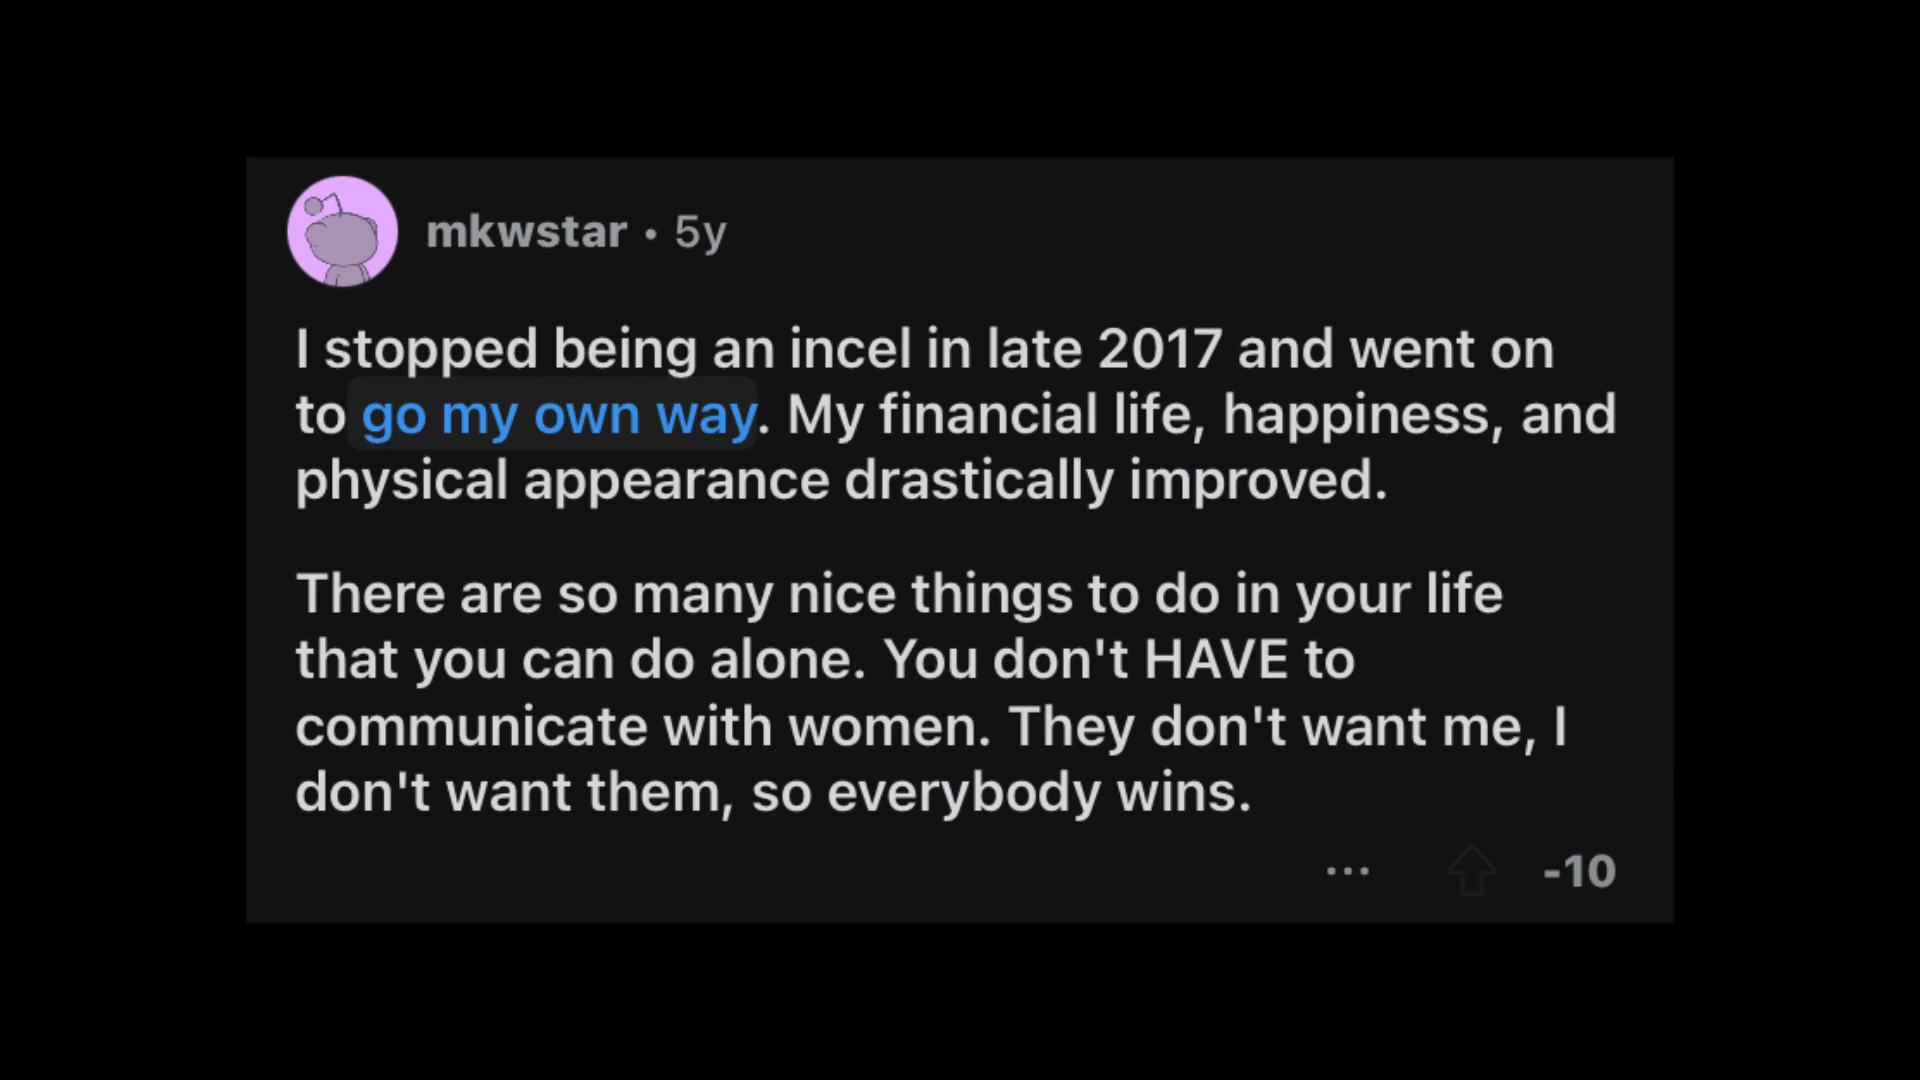 mkwstar • 5y
I stopped being an incel in late 2017 and went on
to go my own way. My financial life, happiness, and
physical appearance drastically improved.
There are so many nice things to do in your life
that you can do alone. You don't HAVE to
communicate with women. They don't want me, I
don't want them, so everybody wins.
... -10